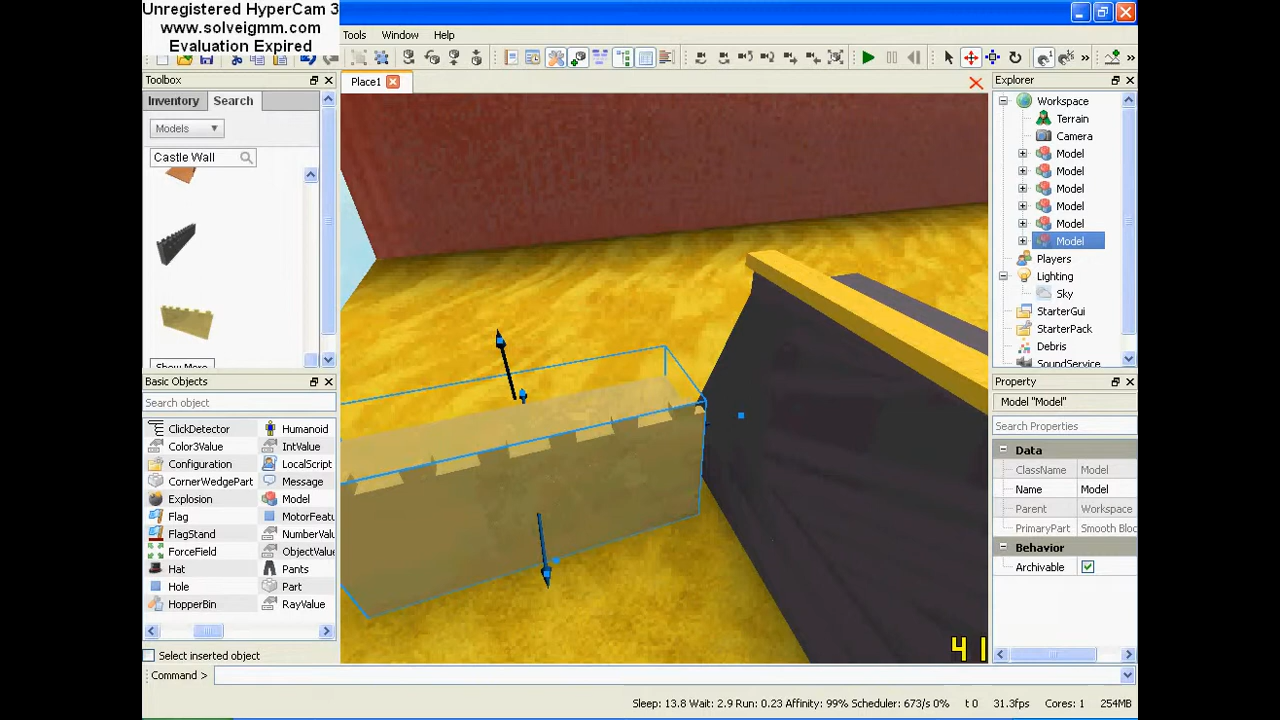 Unregistered HyperCam 3
www.solveigmm.com
Evaluation Expired
Tools Window Help
Toolbox
Place1
Explorer
Inventory Search
Models
Castle Wall
Workspace
Terrain
Camera
Model
Model
Model
Model
Model
Model
Players
Lighting
Sky
StarterGui
StarterPack
Debris
SoundService
Show More
Basic Objects
Search object
ClickDetector Humanoid
Color3Value IntValue
Configuration LocalScript
CornerWedgePart Message
Explosion Model
Flag MotorFeatu
FlagStand NumberValu
ForceField ObjectValu
Hat Pants
Hole Part
HopperBin RayValue
Select inserted object
Property
Model "Model"
Search Properties
Data
ClassName Model
Name Model
Parent Workspace
PrimaryPart Smooth Bloc
Behavior
Archivable
41
Command >
Sleep: 13.8 Wait: 2.9 Run: 0.23 Affinity: 99% Scheduler: 673/s 0% t 0 31.3fps Cores: 1 254MB